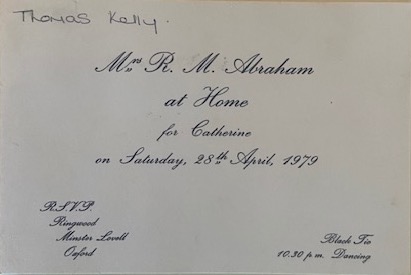 Thomas Kelly.
Mrs R. M. Abraham
at Home
for Catherine
on Saturday, 28th April, 1979
R.S.V.P.
Ringwood
Minster Lovell
Oxford
Black Tie
10.30 p.m. Dancing